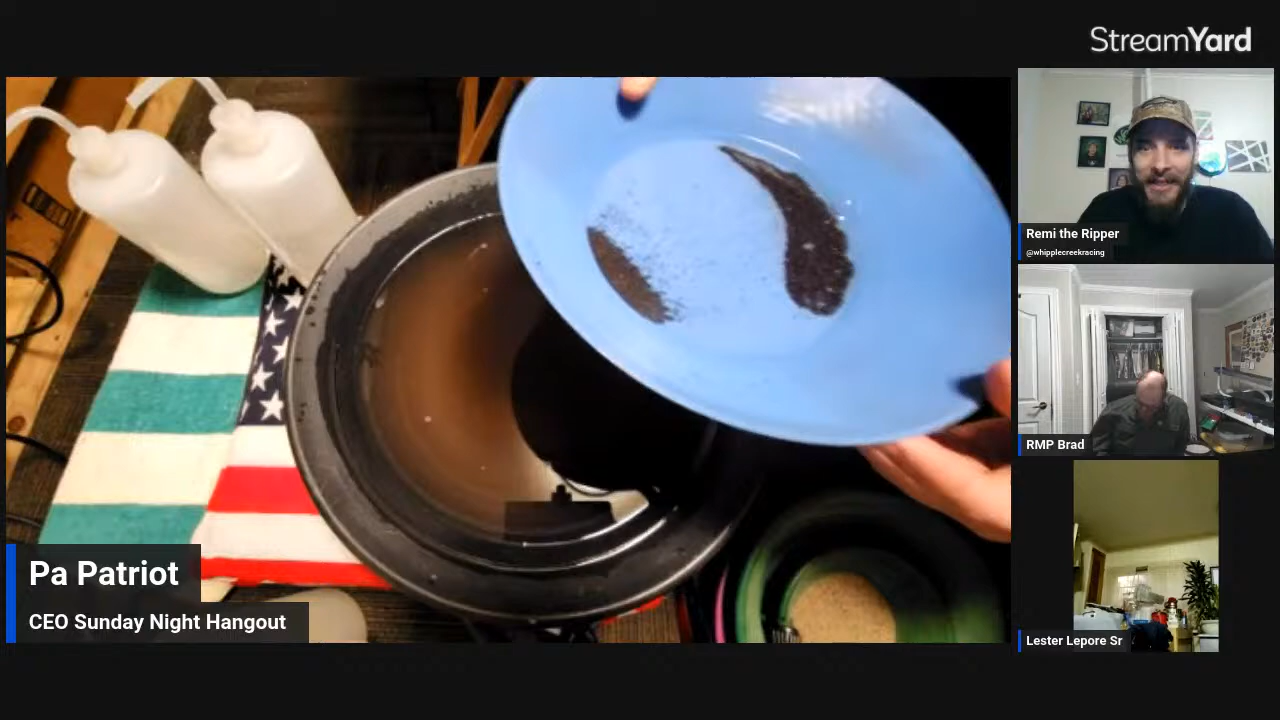 StreamYard
Remi the Ripper
@whipplecreekracing
RMP Brad
Pa Patriot
CEO Sunday Night Hangout
Lester Lepore Sr